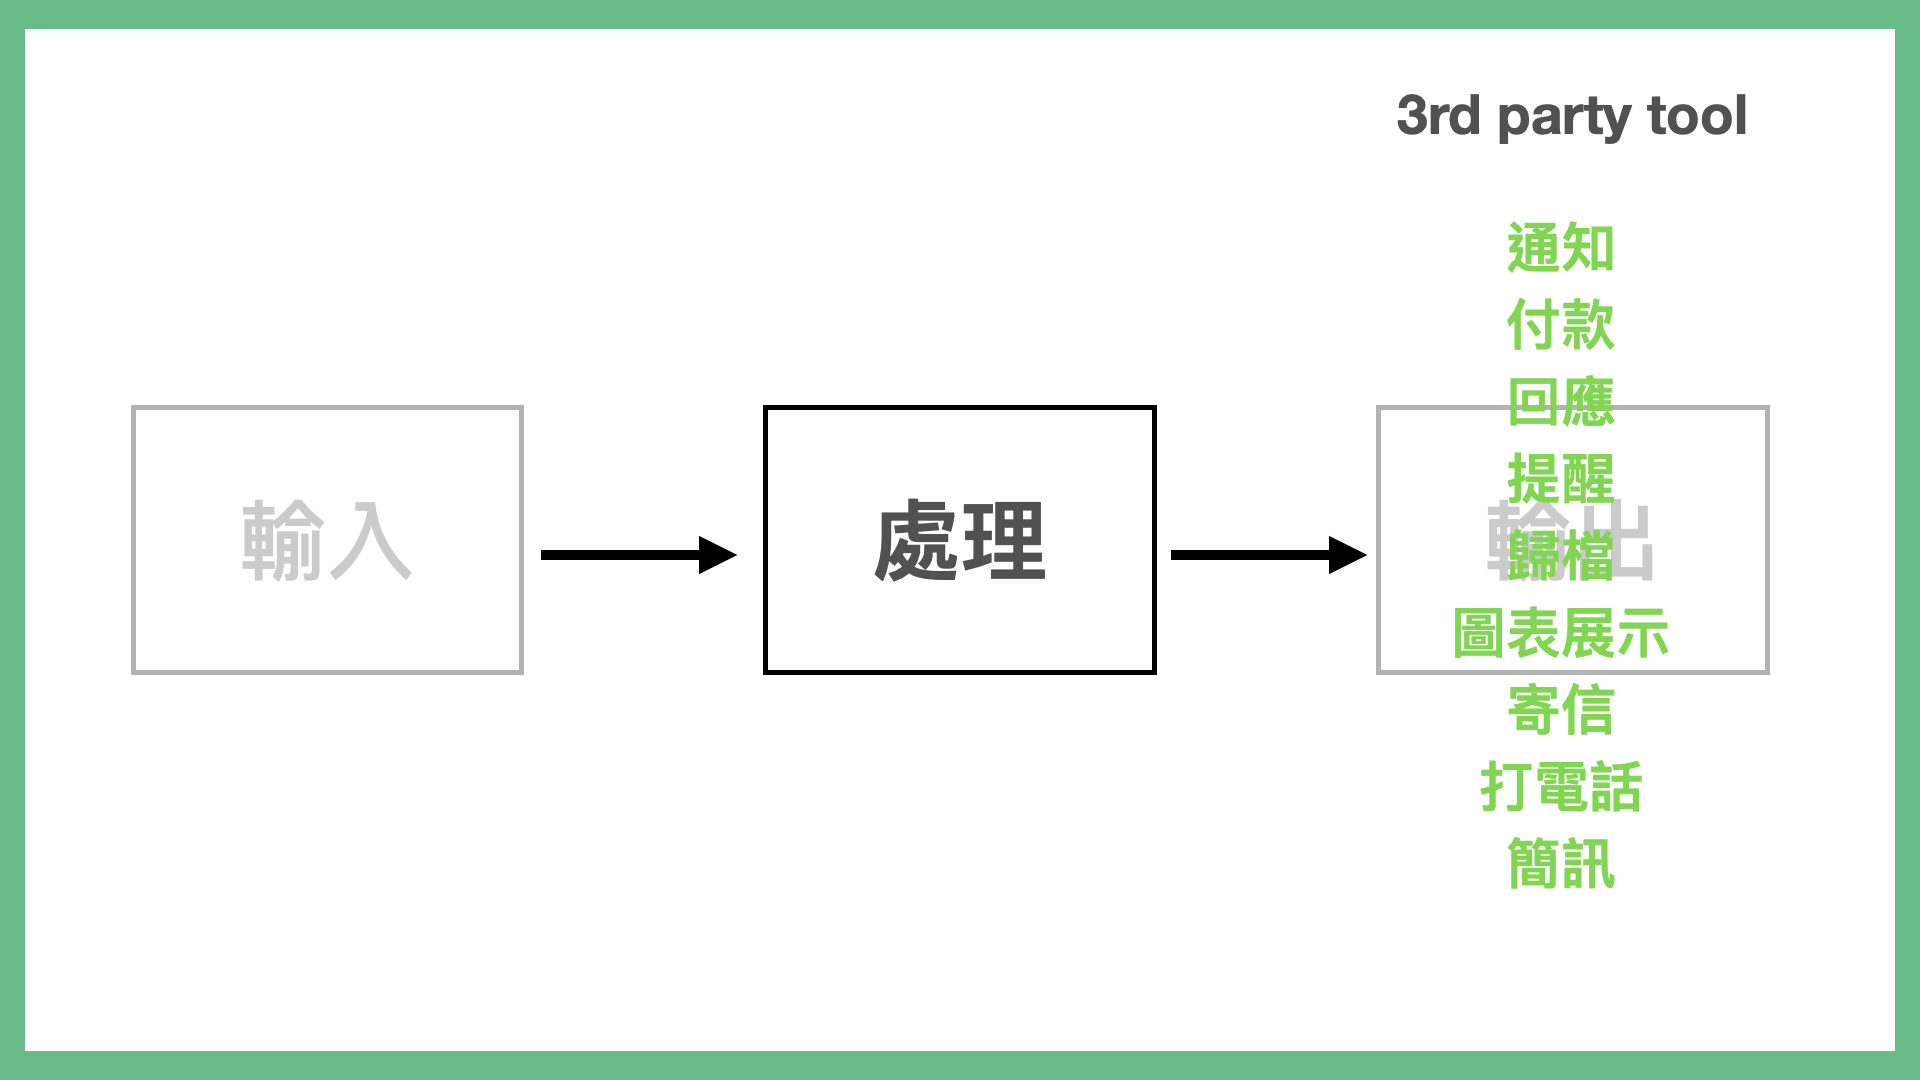 3rd party tool
輸入
處理
輸出
通知
付款
回應
提醒
歸檔
圖表展示
寄信
打電話
簡訊